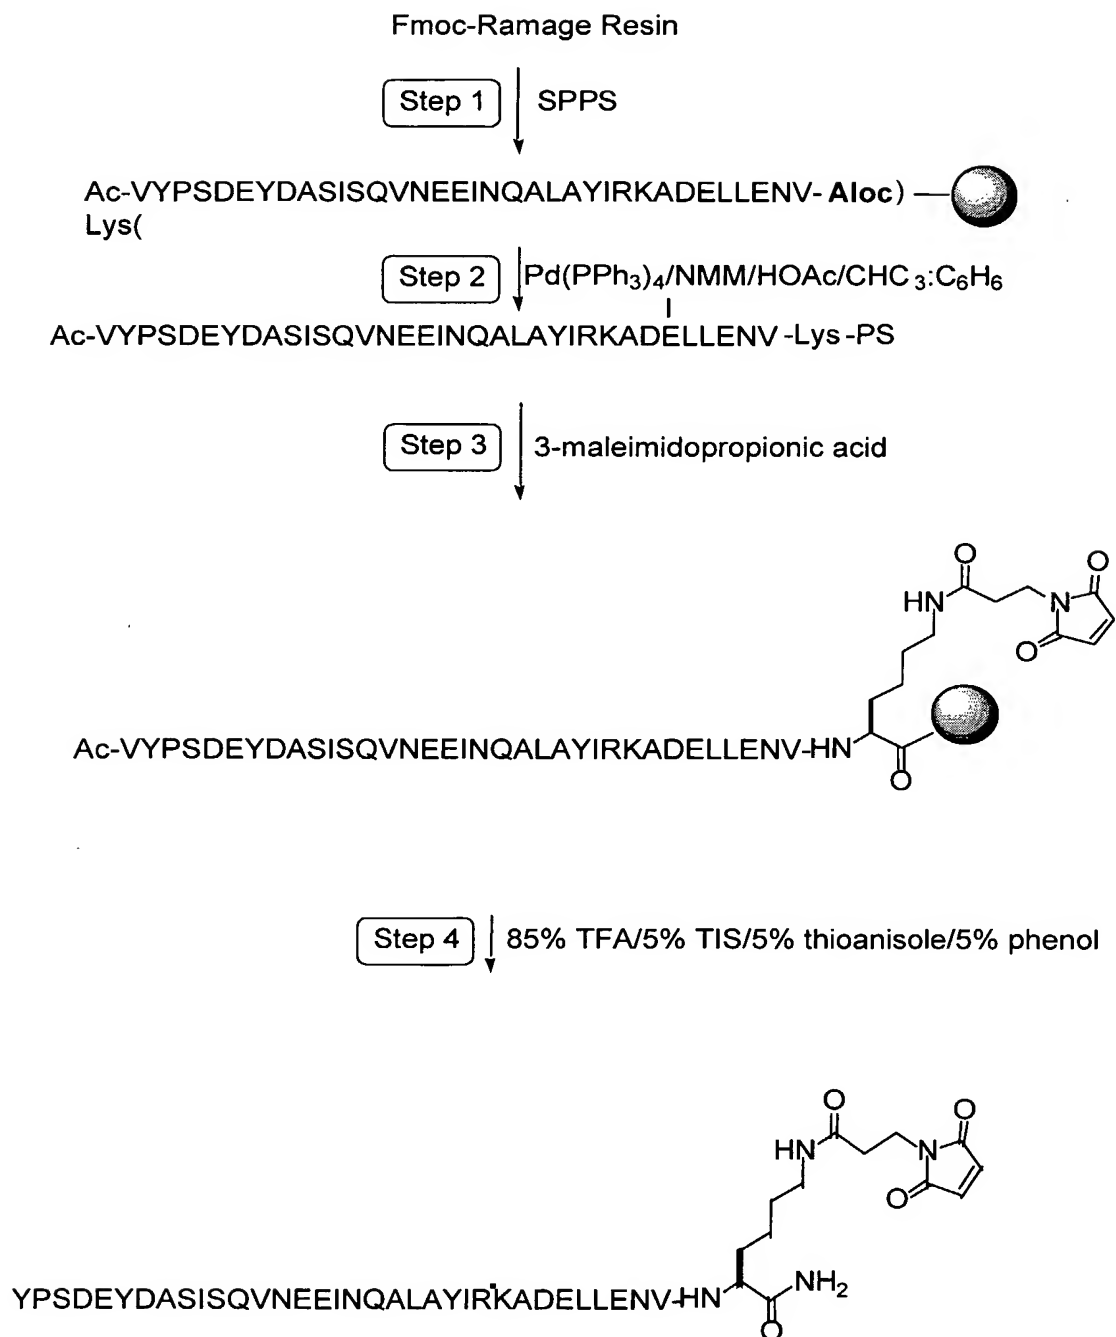 Fmoc-Ramage Resin
Step 1 SPPS
Ac-VYPSDEYDASISQVNEEINQALAYIRKADELLENV- Aloc)
Lys(
Step 2 Pd(PPh3)4/NMM/HOAc/CHC 3:C6H6
Ac-VYPSDEYDASISQVNEEINQALAYIRKADELLENV -Lys -PS
Step 3 3-maleimidopropionic acid
O
O
HN
N
O
Ac-VYPSDEYDASISQVNEEINQALAYIRKADELLENV-HN
O
Step 4 85% TFA/5% TIS/5% thioanisole/5% phenol
O
O
HN
N
O
NH2
YPSDEYDASISQVNEEINQALAYIRKADELLENV-HN
O